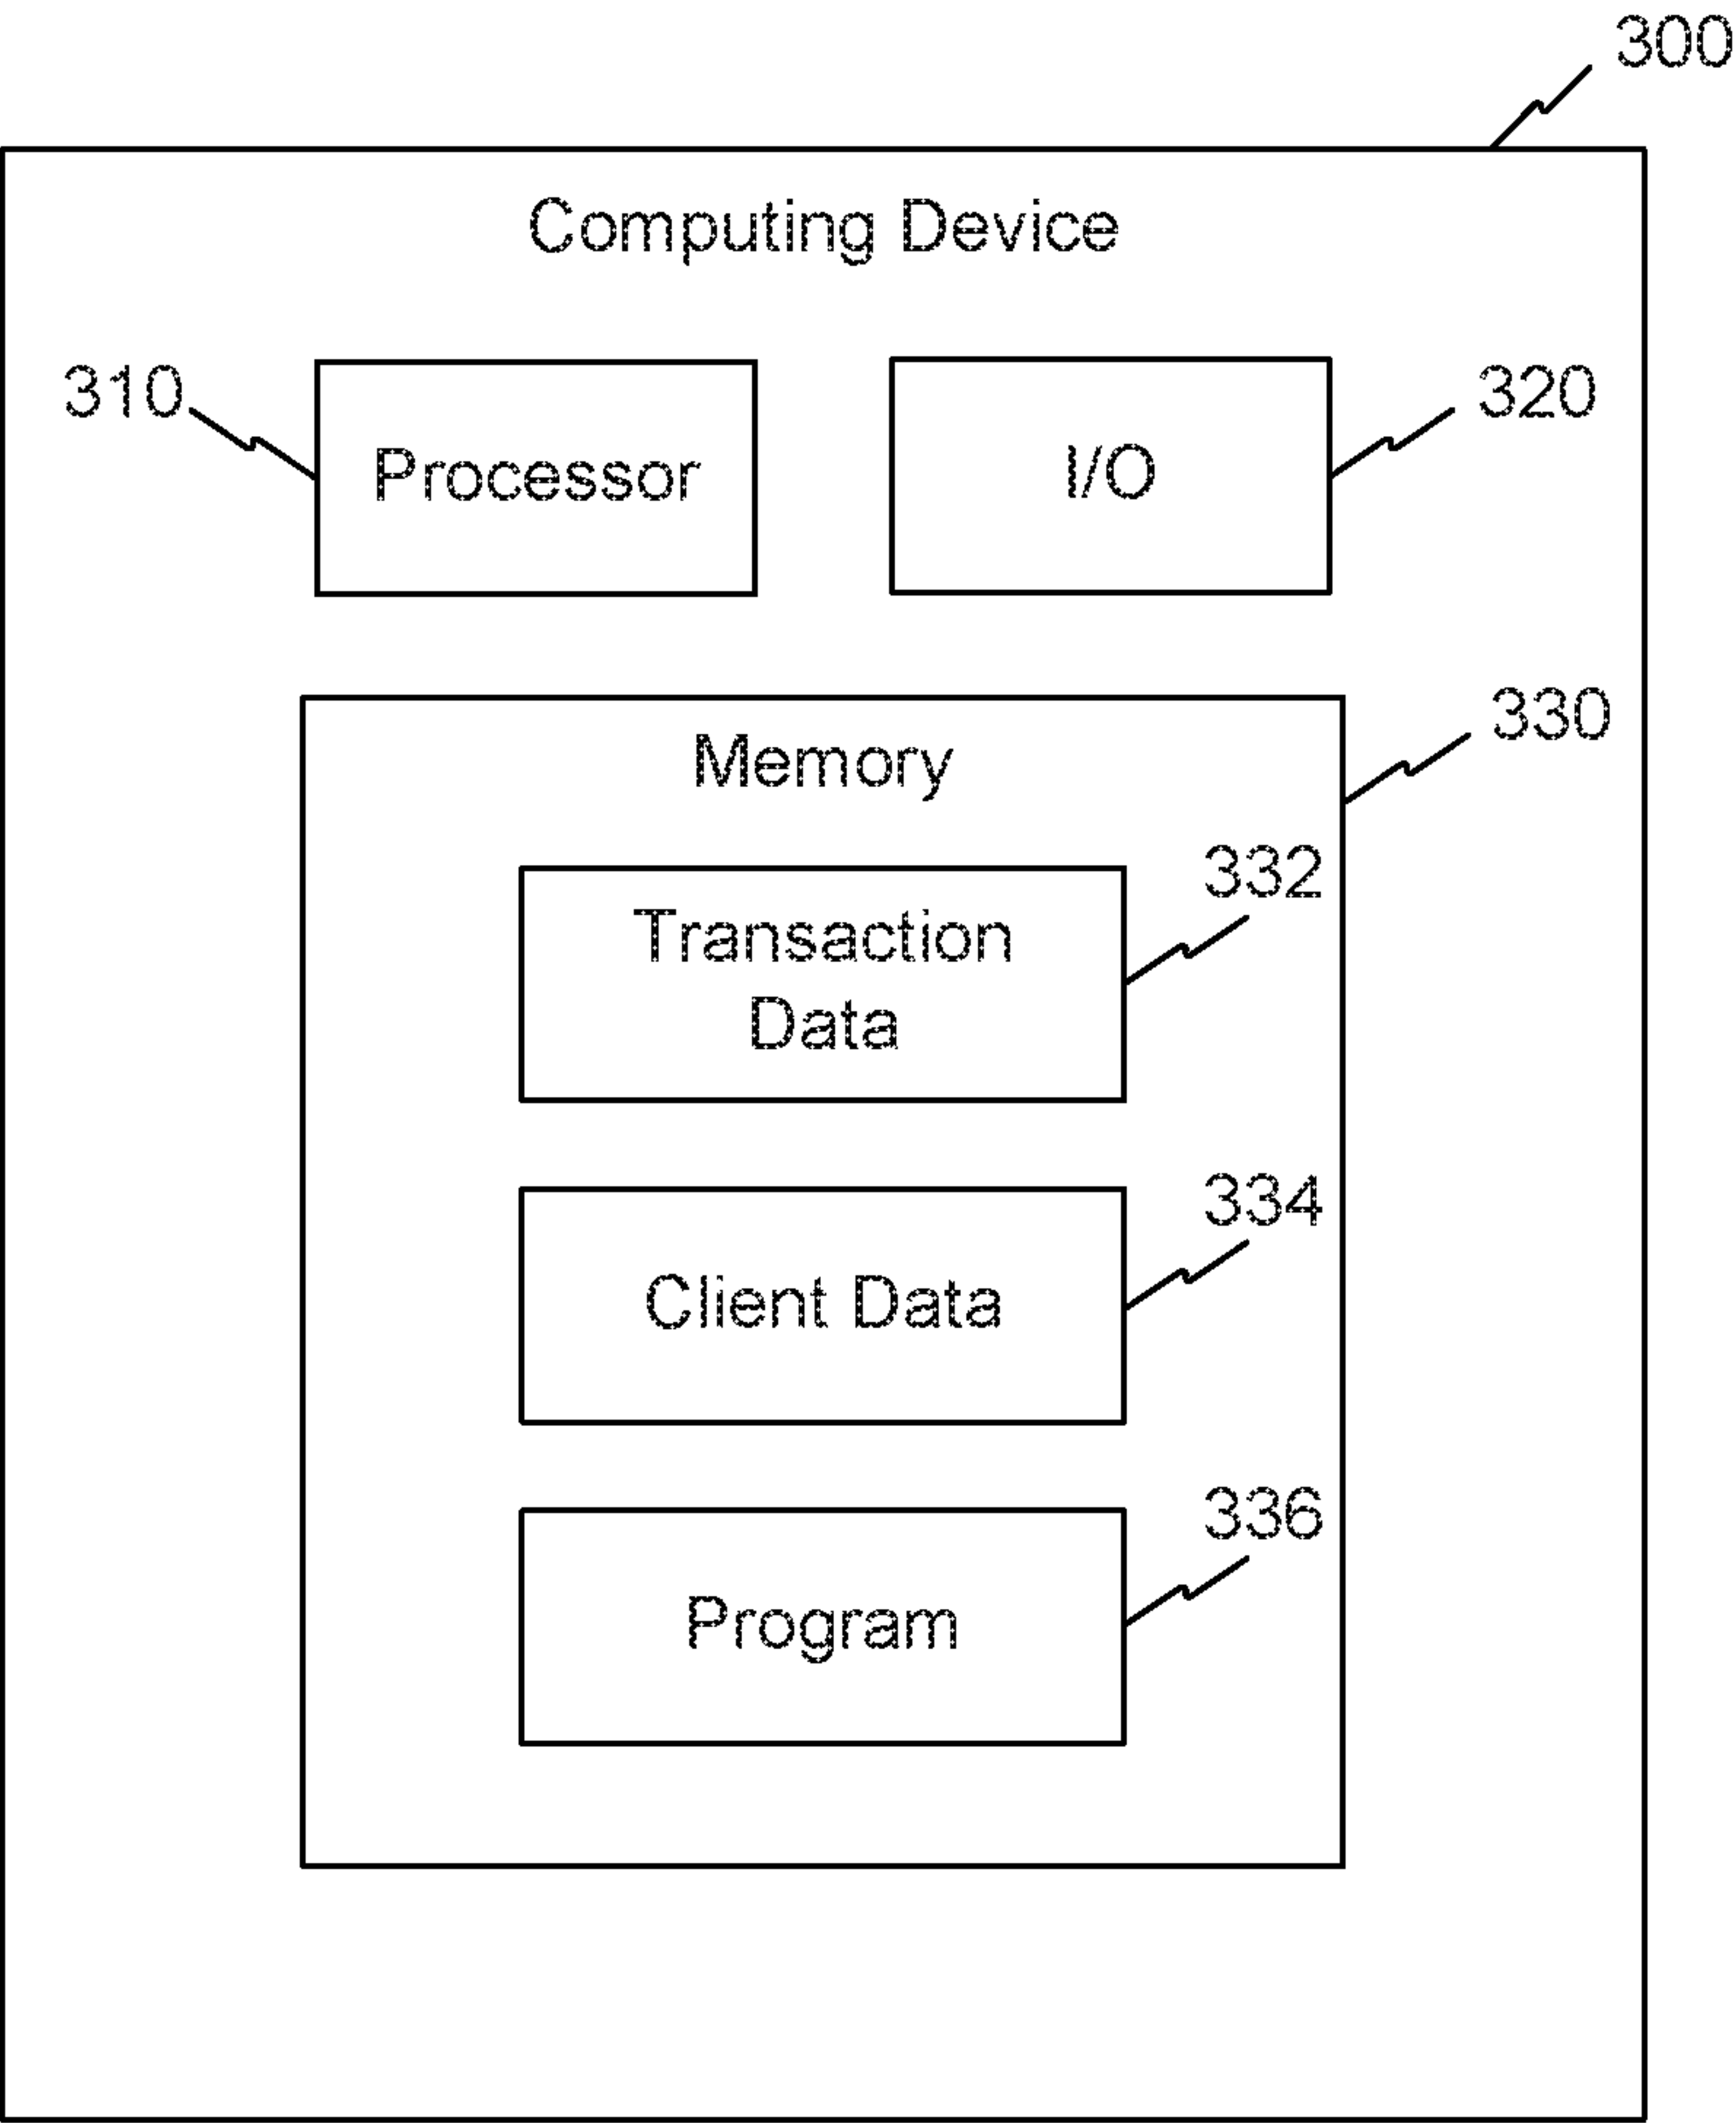 300
Computing Device
310
Processor
I/O
320
330
Memory
332
Transaction
Data
334
Client Data
336
Program